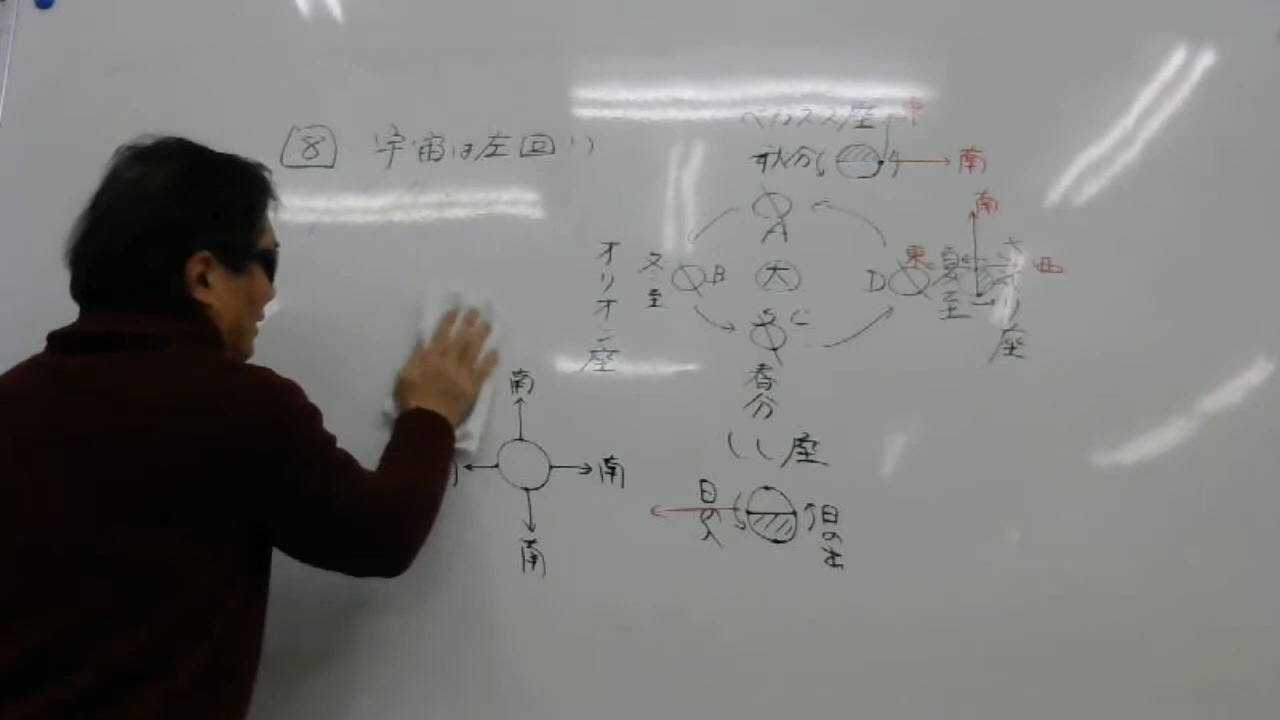 8 宇宙は左回り
ペガスス座
秋分
南
A
オリオン座
冬至
B
太
D
東
夏至
南
西
さそり座
C
春分
しし座
南
南
南
日の入
日の出